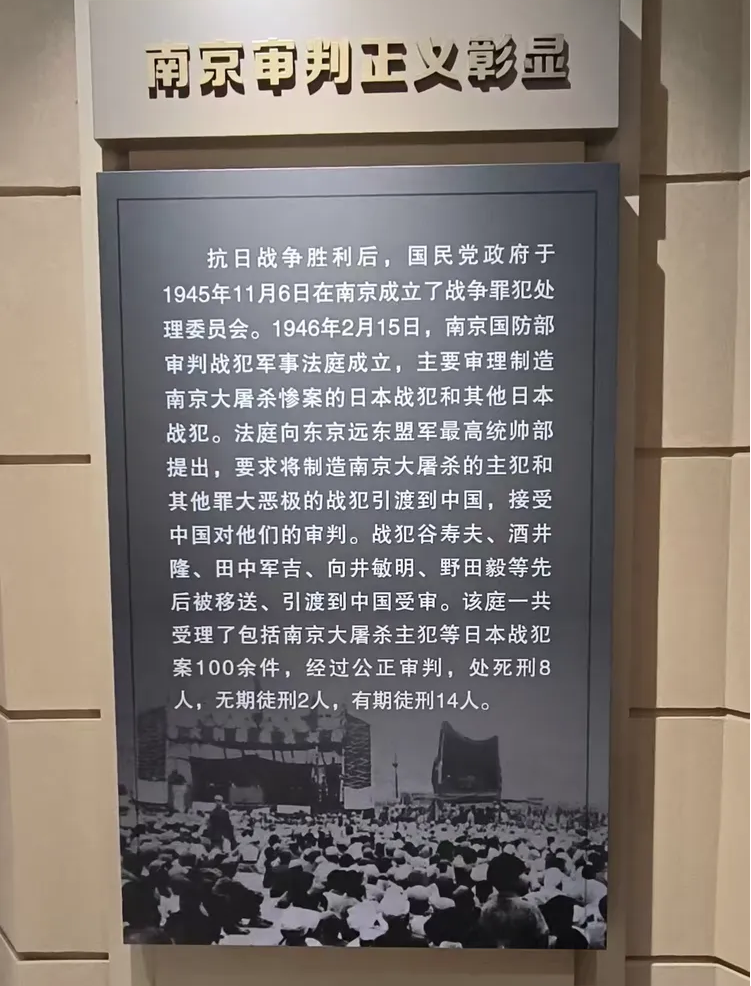 南京审判正义彰显
抗日战争胜利后，国民党政府于
1945年11月6日在南京成立了战争罪犯处
理委员会。1946年2月15日，南京国防部
审判战犯军事法庭成立，主要审理制造
南京大屠杀惨案的日本战犯和其他日本
战犯。法庭向东京远东盟军最高统帅部
提出，要求将制造南京大屠杀的主犯和
其他罪大恶极的战犯引渡到中国，接受
中国对他们的审判。战犯谷寿夫、酒井
隆、田中军吉、向井敏明、野田毅等先
后被移送、引渡到中国受审。该庭一共
受理了包括南京大屠杀主犯等日本战犯
案100余件，经过公正审判，处死刑8
人，无期徒刑2人，有期徒刑14人。